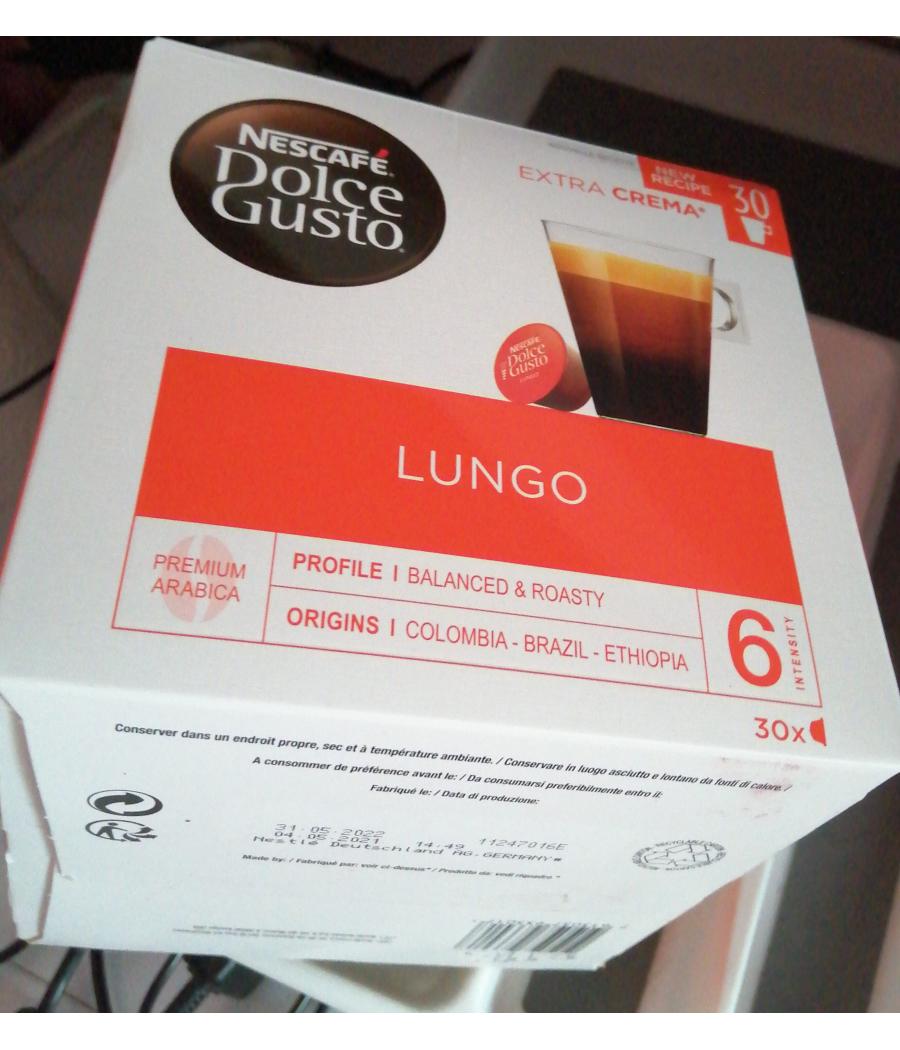 NESCAFÉ®
Dolce
Gusto®
NEW
RECIPE
30
EXTRA CREMA*
NESCAFÉ
Dolce
Gusto
LUNGO
LUNGO
PREMIUM
ARABICA
PROFILE I BALANCED & ROASTY
ORIGINS I COLOMBIA - BRAZIL - ETHIOPIA
6
INTENSITY
30x
Conserver dans un endroit propre, sec et à température ambiante. / Conservare in luogo asciutto e lontano da fonti di calore. /
A consommer de préférence avant le: / Da consumarsi preferibilmente entro il:
Fabriqué le: / Data di produzione:
31.05.2022
04.05.2021 14:49 11247016E
Nestlé Deutschland AG.GERMANY
Made by: / Fabriqué par: voir ci-dessus* / Prodotto da: vedi riquadro *